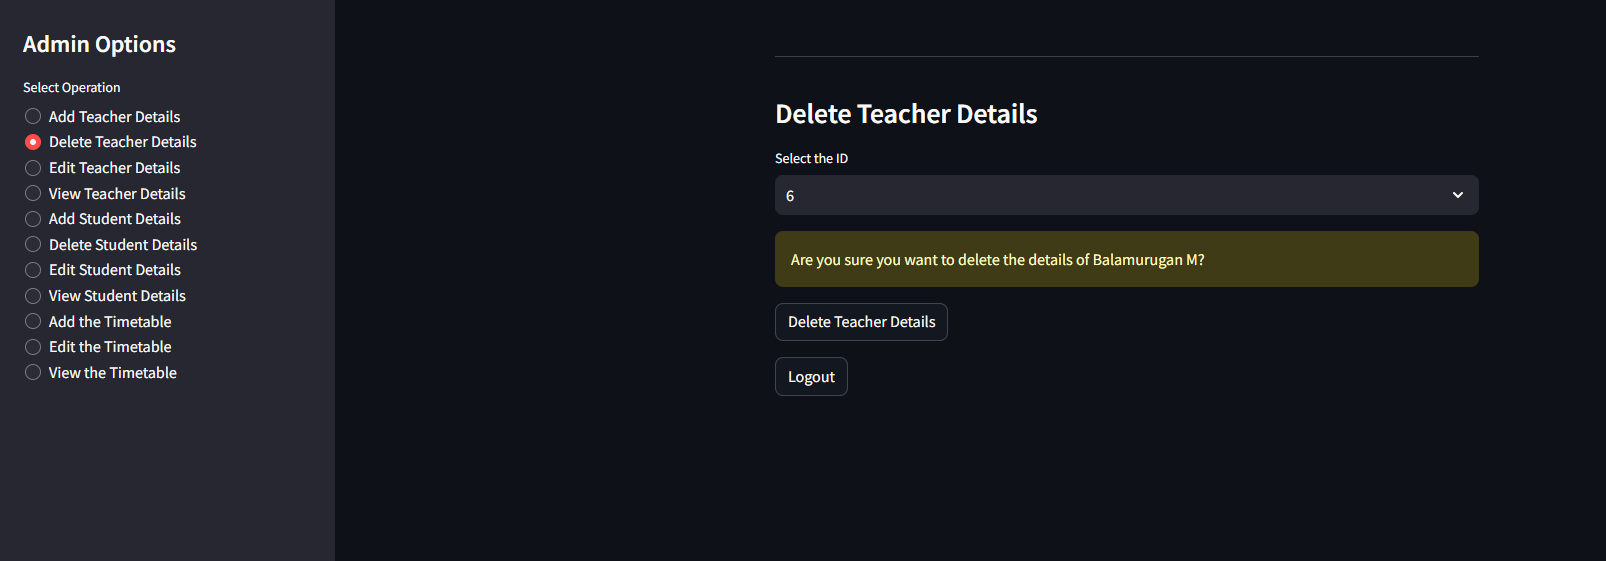 Admin Options
Select Operation
Add Teacher Details
Delete Teacher Details
Edit Teacher Details
View Teacher Details
Add Student Details
Delete Student Details
Edit Student Details
View Student Details
Add the Timetable
Edit the Timetable
View the Timetable
Delete Teacher Details
Select the ID
6
Are you sure you want to delete the details of Balamurugan M?
Delete Teacher Details
Logout